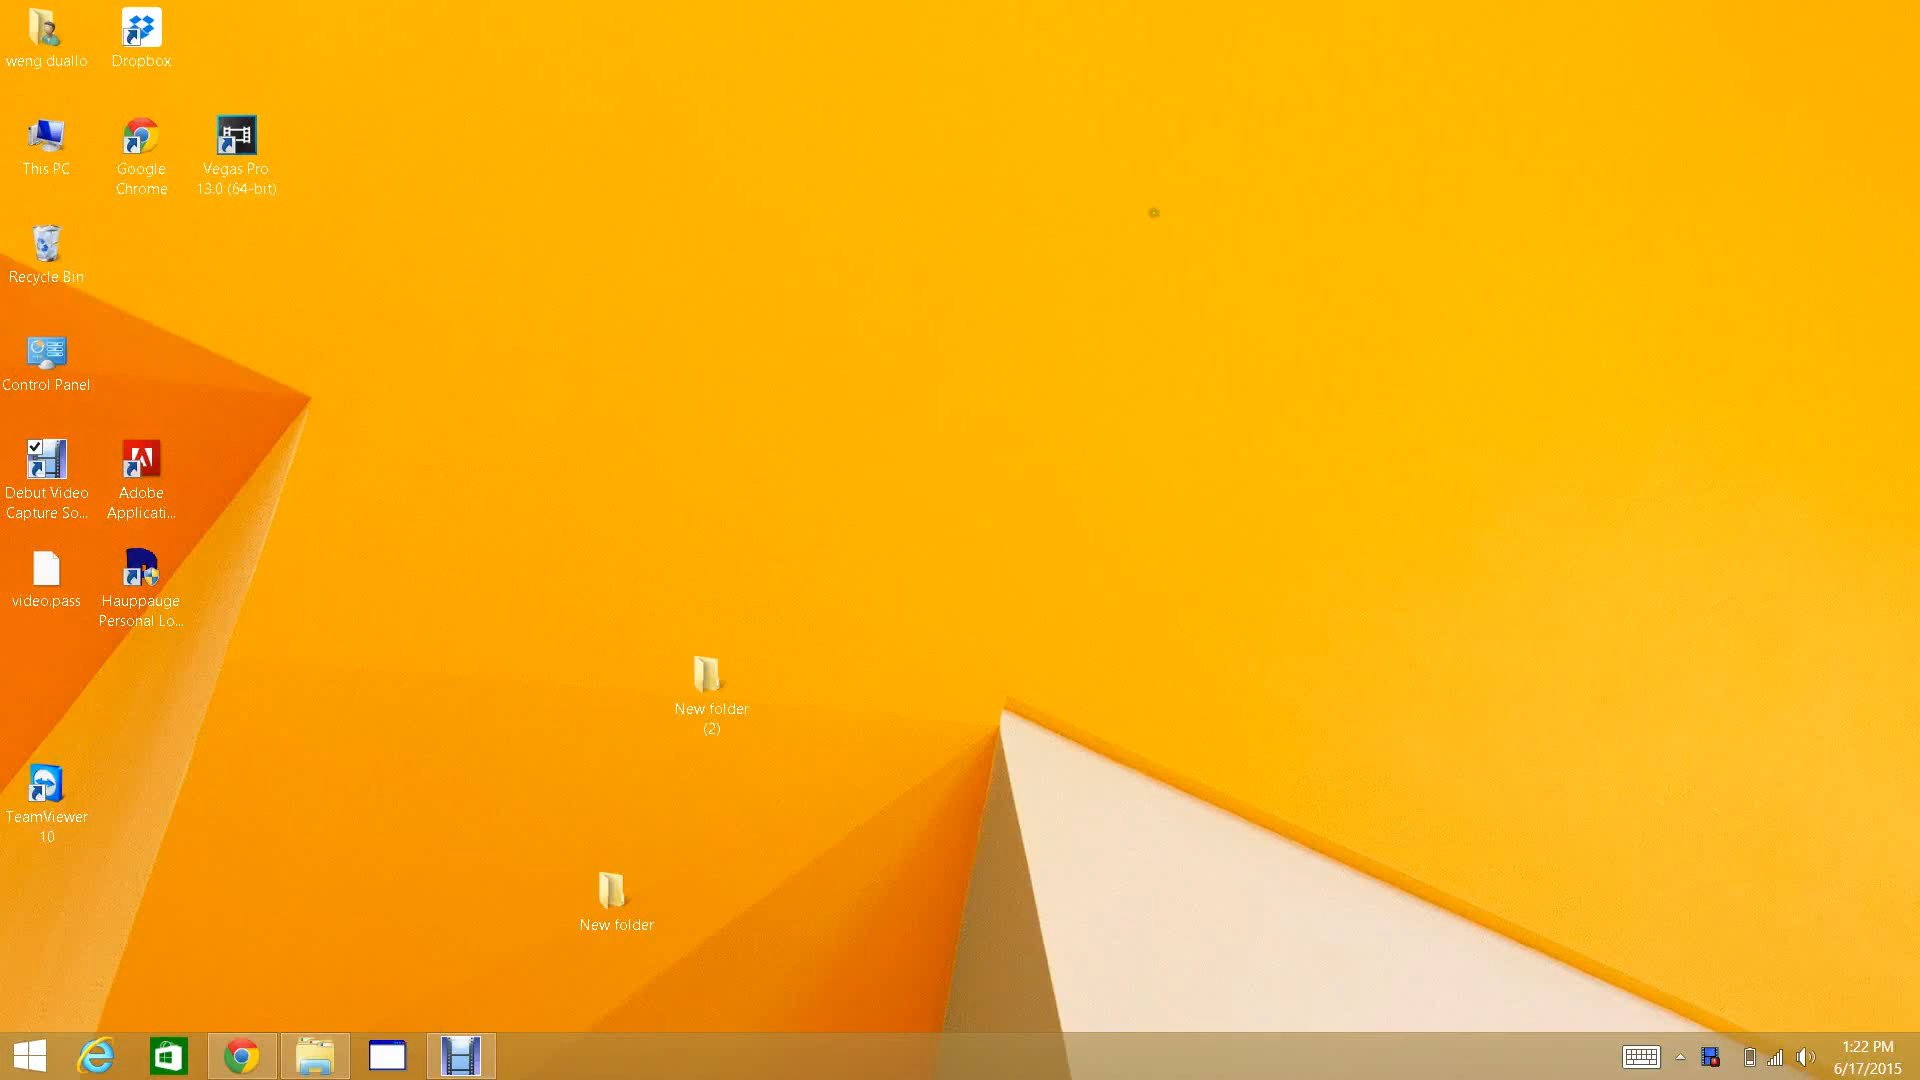 weng duallo
Dropbox
This PC
Google
Chrome
Vegas Pro
13.0 (64-bit)
Recycle Bin
Control Panel
Debut Video
Capture So...
Adobe
Applicati...
video.pass
Hauppauge
Personal Lo...
New folder
(2)
TeamViewer
10
New folder
1:22 PM
6/17/2015